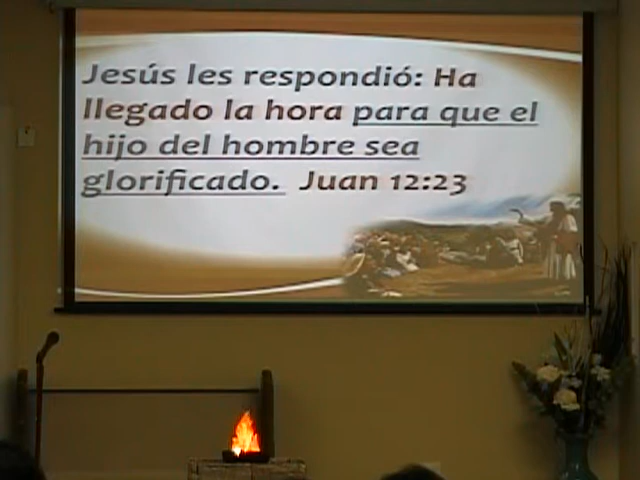 Jesús les respondió: Ha
llegado la hora para que el
hijo del hombre sea
glorificado. Juan 12:23